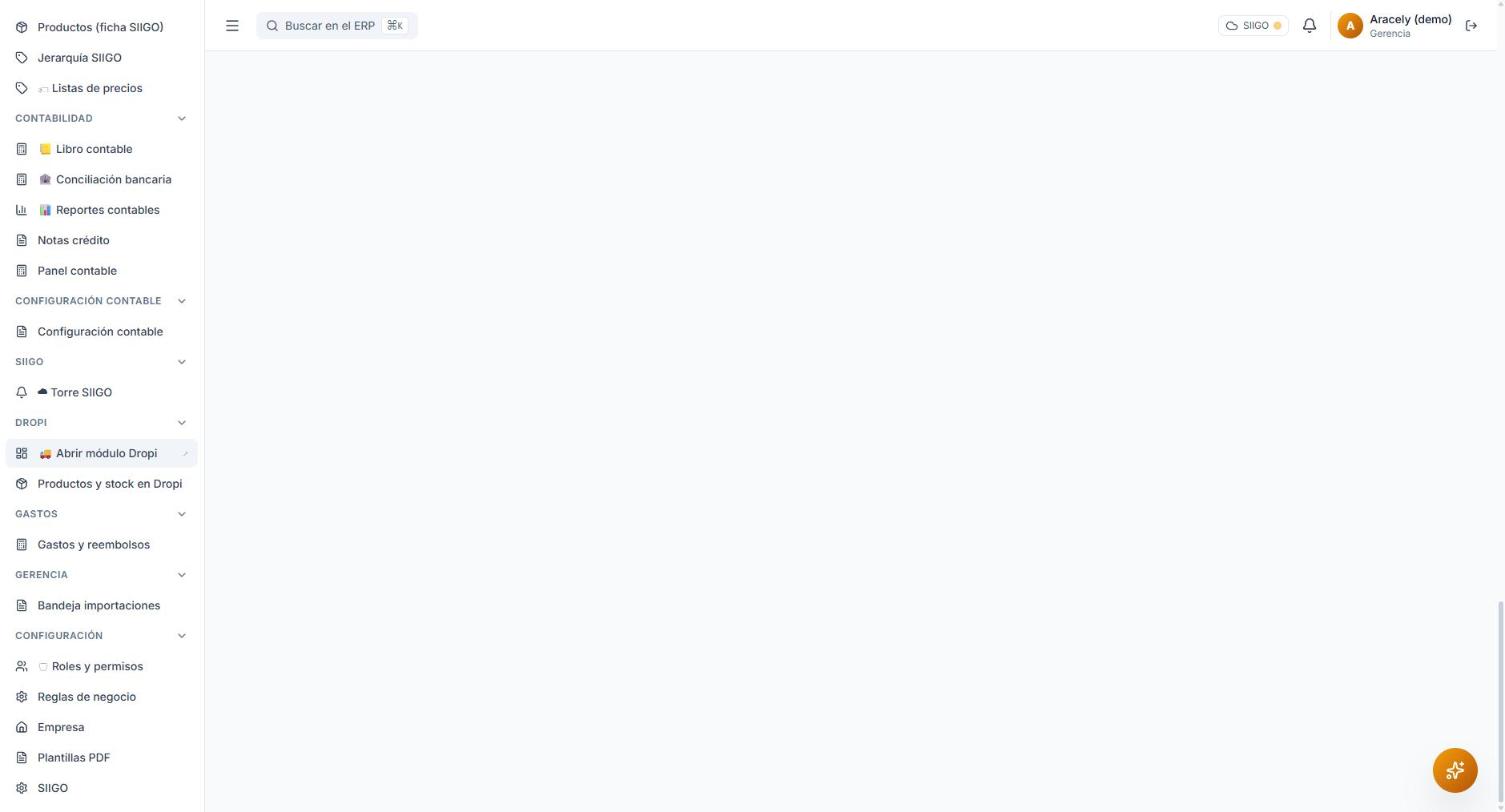 Productos (ficha SIIGO)
Jerarquía SIIGO
Listas de precios
CONTABILIDAD
Libro contable
Conciliación bancaria
Reportes contables
Notas crédito
Panel contable
CONFIGURACIÓN CONTABLE
Configuración contable
SIIGO
Torre SIIGO
DROPI
Abrir módulo Dropi
Productos y stock en Dropi
GASTOS
Gastos y reembolsos
GERENCIA
Bandeja importaciones
CONFIGURACIÓN
Roles y permisos
Reglas de negocio
Empresa
Plantillas PDF
SIIGO
Buscar en el ERP ⌘K
SIIGO
A
Aracely (demo)
Gerencia